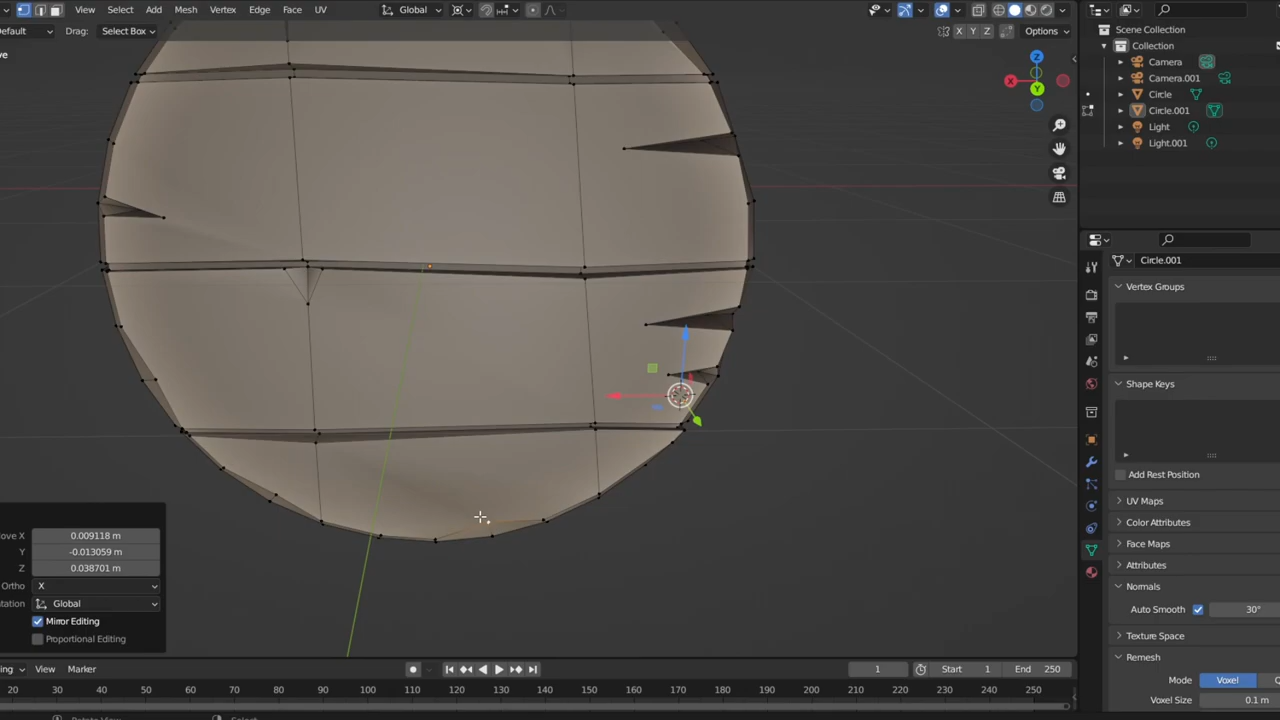 View Select Add Mesh Vertex Edge Face UV Global
Default Drag: Select Box X Y Z Options
Z
X
Y
Scene Collection
Collection
Camera
Camera.001
Circle
Circle.001
Light
Light.001
Circle.001
Vertex Groups
Shape Keys
Add Rest Position
UV Maps
Color Attributes
Face Maps
Attributes
Normals
Auto Smooth 30°
Texture Space
Remesh
Mode Voxel
Voxel Size 0.1 m
Move X 0.009118 m
Y -0.013059 m
Z 0.038701 m
Ortho X
Global
Mirror Editing
Proportional Editing
View Marker 1 Start 1 End 250
20 30 40 50 60 70 80 90 100 110 120 130 140 150 160 170 180 190 200 210 220 230 240 250